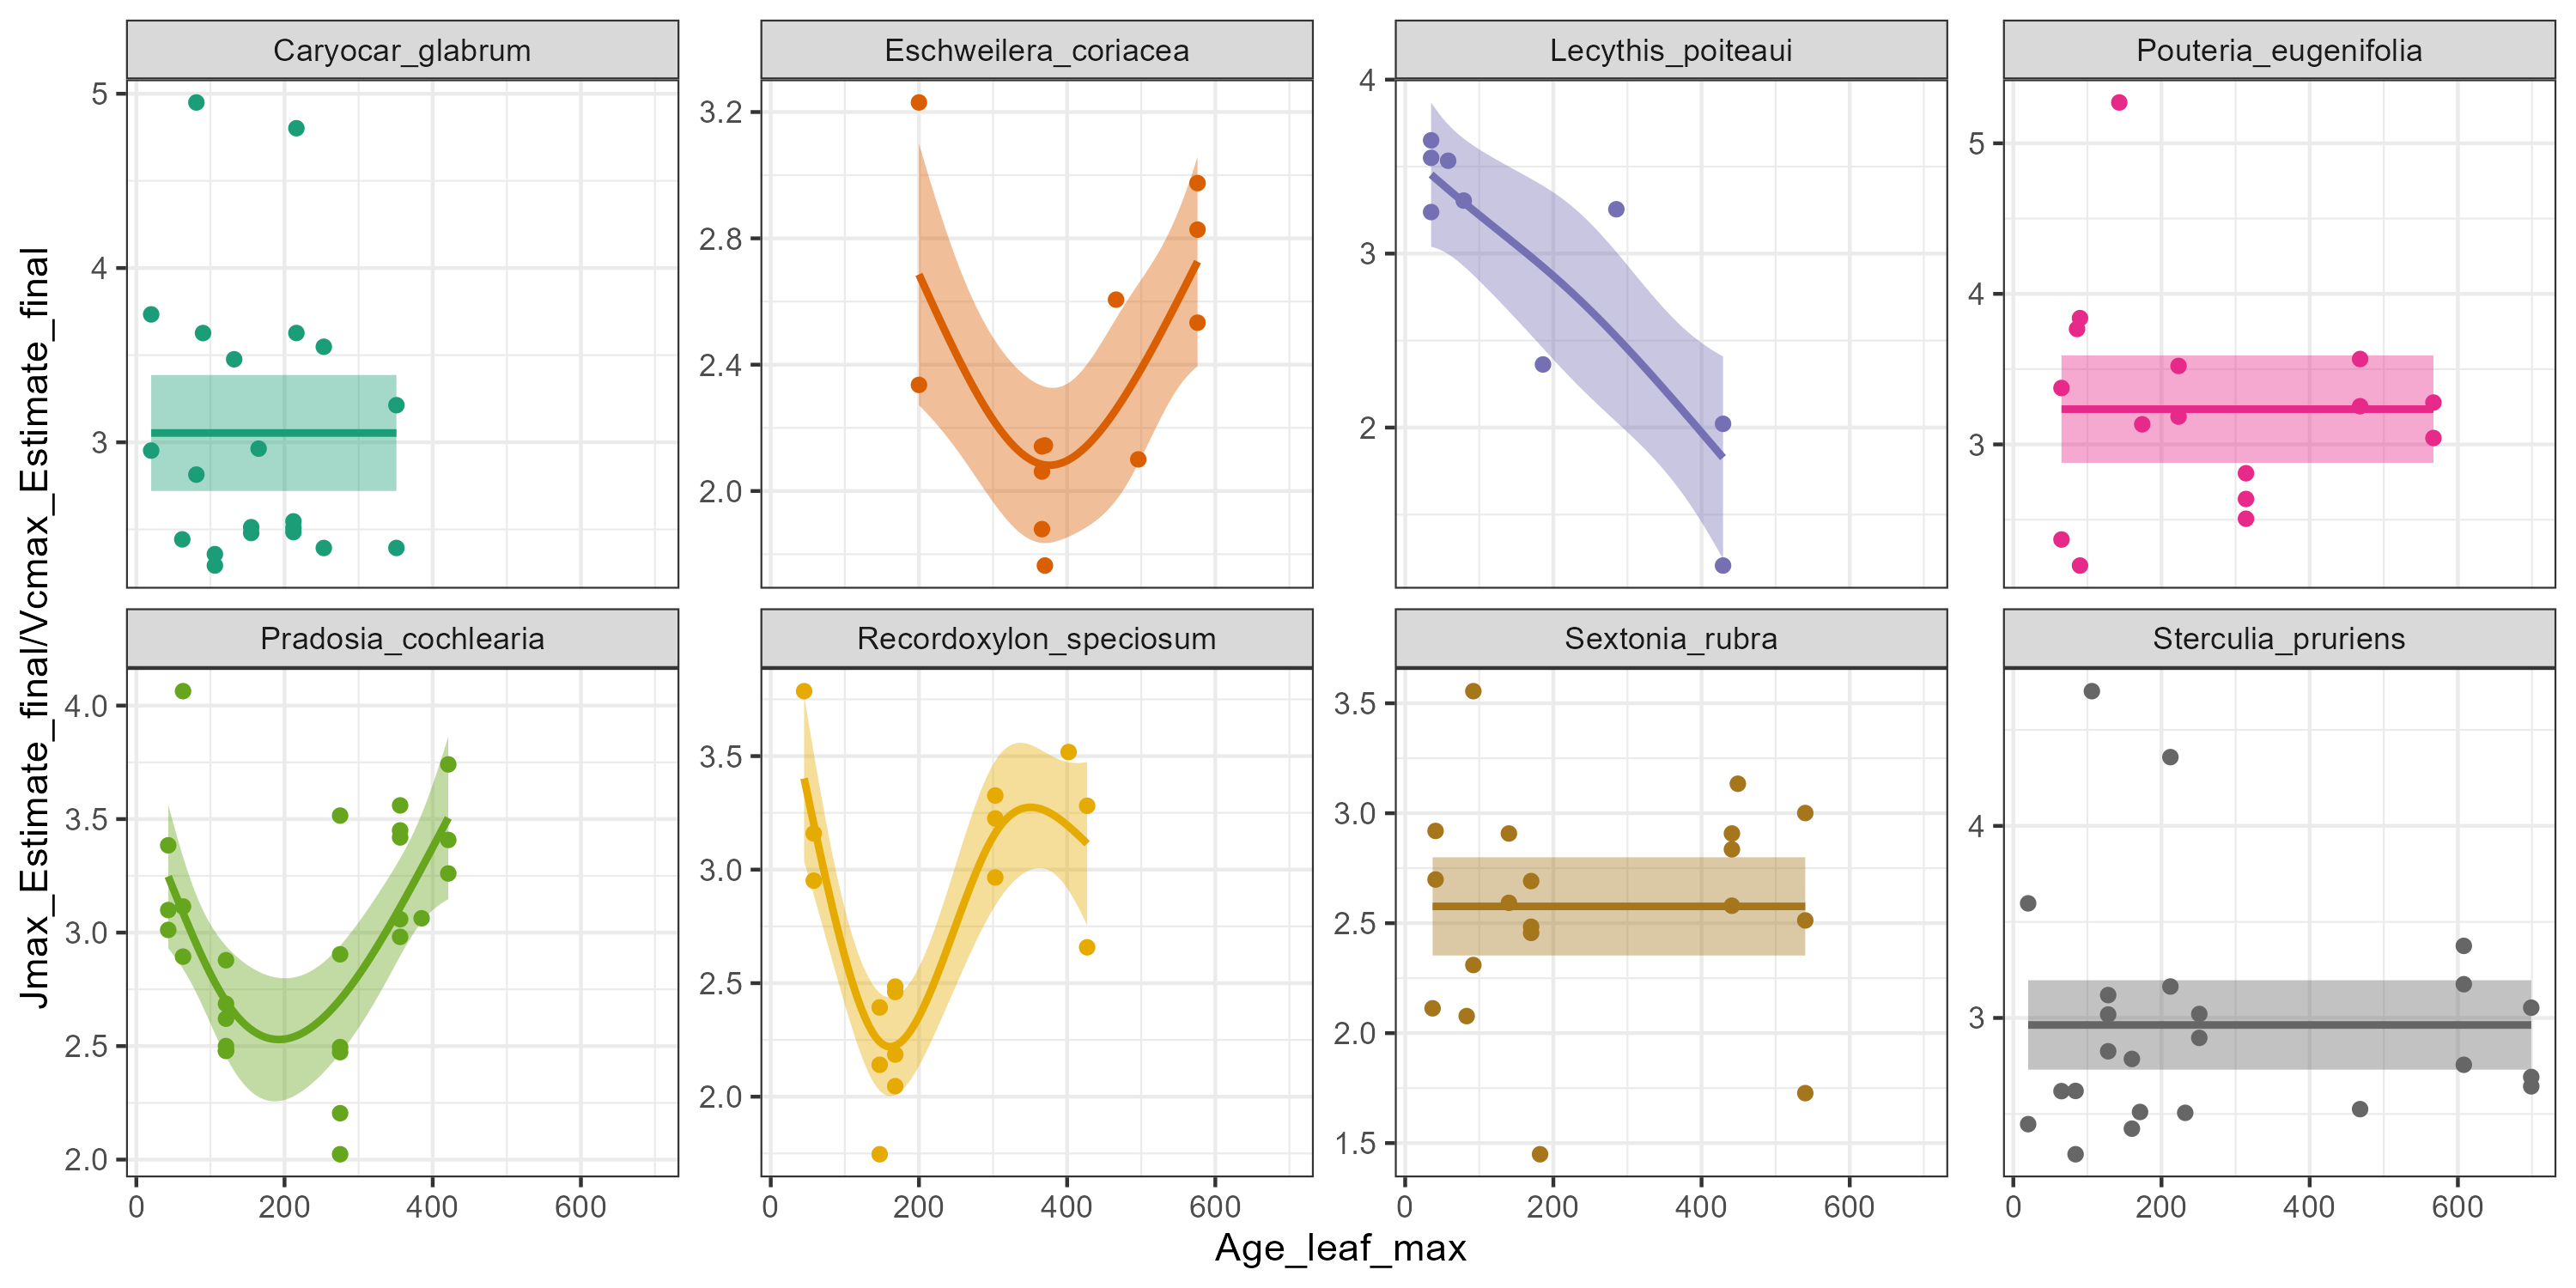 Caryocar_glabrum
Eschweilera_coriacea
Lecythis_poiteaui
Pouteria_eugenifolia
5
4
3
3.2
2.8
2.4
2.0
4
3
2
5
4
3
Jmax_Estimate_final/Vcmax_Estimate_final
Pradosia_cochlearia
Recordoxylon_speciosum
Sextonia_rubra
Sterculia_pruriens
4.0
3.5
3.0
2.5
2.0
3.5
3.0
2.5
2.0
3.5
3.0
2.5
2.0
1.5
4
3
0 200 400 600
0 200 400 600
0 200 400 600
0 200 400 600
Age_leaf_max